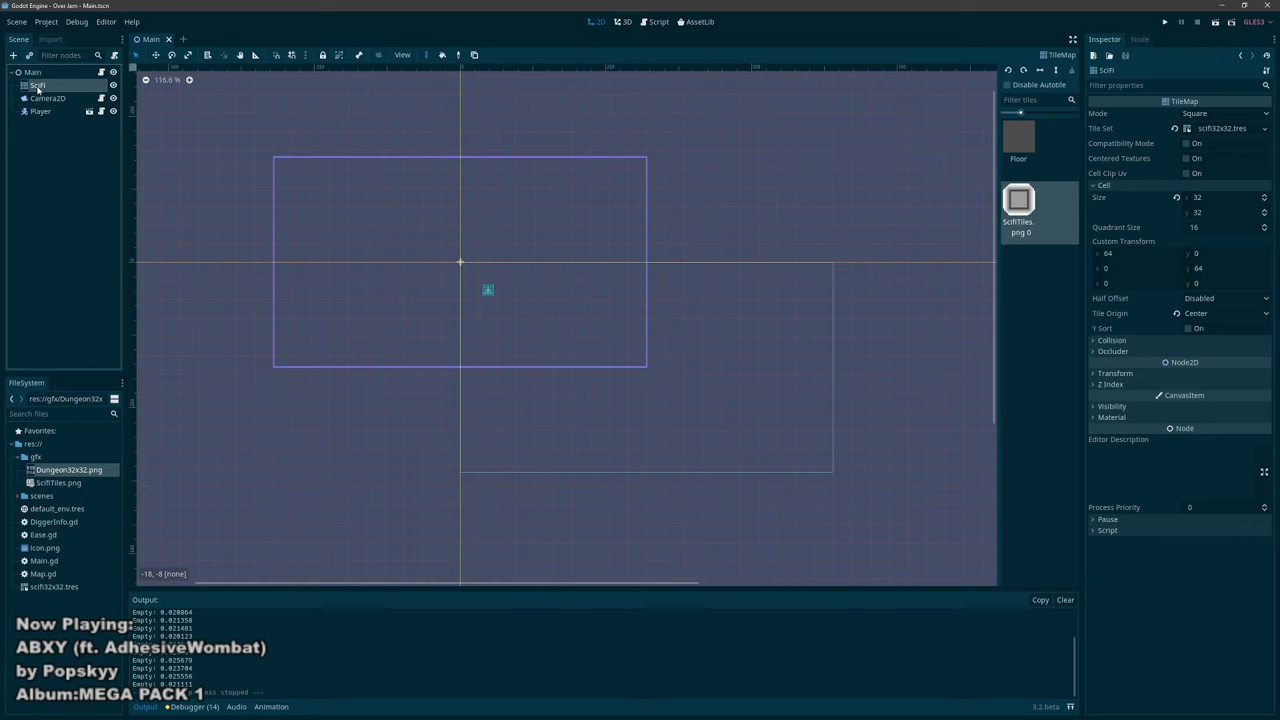 Godot Engine - Over Jam - Main.tscn
Scene Project Debug Editor Help
2D 3D Script AssetLib
GLES3
Scene Import
Filter nodes
Main
SciFi
Camera2D
Player
Main
View
TileMap
116.6 %
Disable Autotile
Filter tiles
Floor
ScifiTiles.
png 0
-18, -8 [none]
Inspector Node
SciFi
Filter properties
TileMap
Mode Square
Tile Set scifi32x32.tres
Compatibility Mode On
Centered Textures On
Cell Clip Uv On
Cell
Size x 32
y 32
Quadrant Size 16
Custom Transform
x 64 y 0
x 0 y 64
x 0 y 0
Half Offset Disabled
Tile Origin Center
Y Sort On
Collision
Occluder
Node2D
Transform
Z Index
CanvasItem
Visibility
Material
Node
Editor Description
Process Priority 0
Pause
Script
FileSystem
res://gfx/Dungeon32x
Search files
Favorites:
res://
gfx
Dungeon32x32.png
ScifiTiles.png
scenes
default_env.tres
DiggerInfo.gd
Ease.gd
icon.png
Main.gd
Map.gd
scifi32x32.tres
Output:
Copy Clear
Empty: 0.020864
Empty: 0.021358
Empty: 0.021481
Empty: 0.020123
Empty: 0.025679
Empty: 0.023704
Empty: 0.025556
Empty: 0.021111
process stopped ---
Output Debugger (14) Audio Animation
3.2.beta
Now Playing:
ABXY (ft. AdhesiveWombat)
by Popskyy
Album:MEGA PACK 1